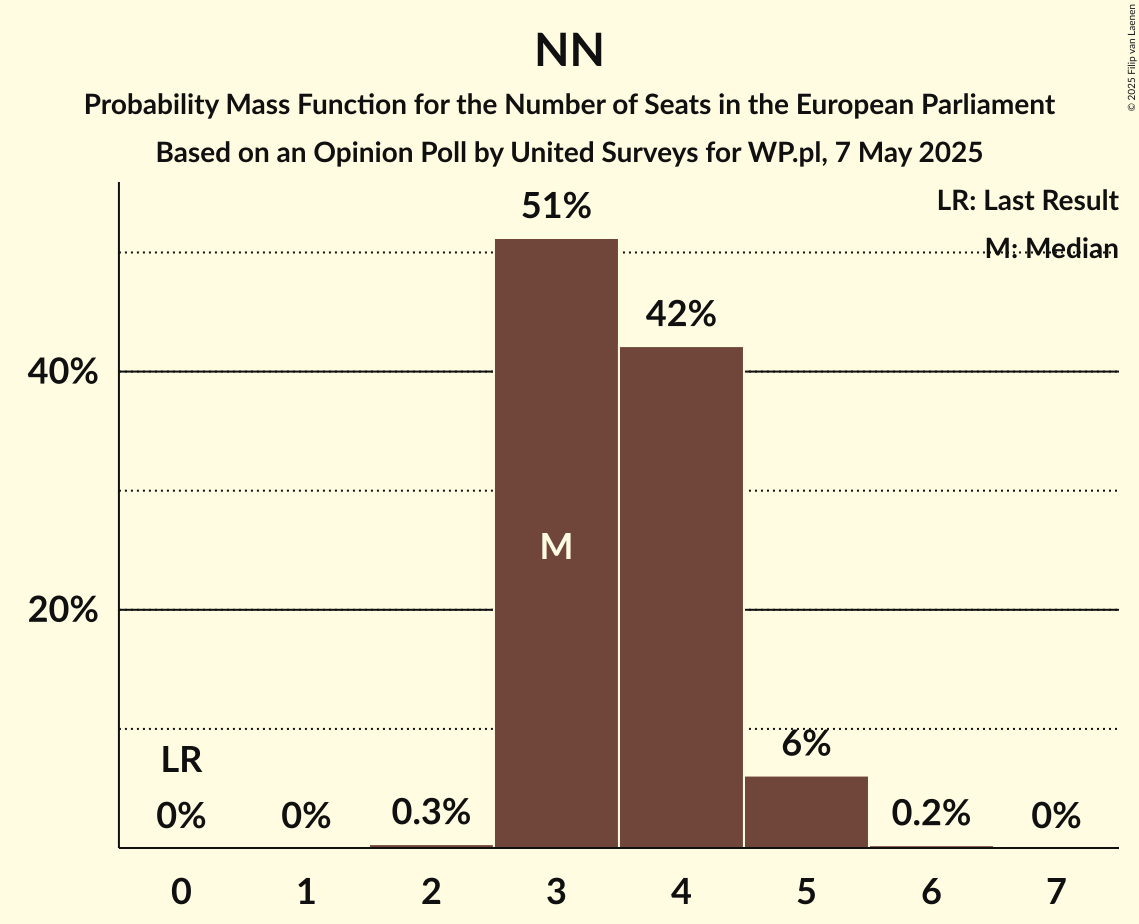 NN
Probability Mass Function for the Number of Seats in the European Parliament
Based on an Opinion Poll by United Surveys for WP.pl, 7 May 2025
© 2025 Filip van Laenen
LR: Last Result
M: Median
51%
42%
40%
M
20%
6%
LR
0%
0%
0.3%
0.2%
0%
0
1
2
3
4
5
6
7